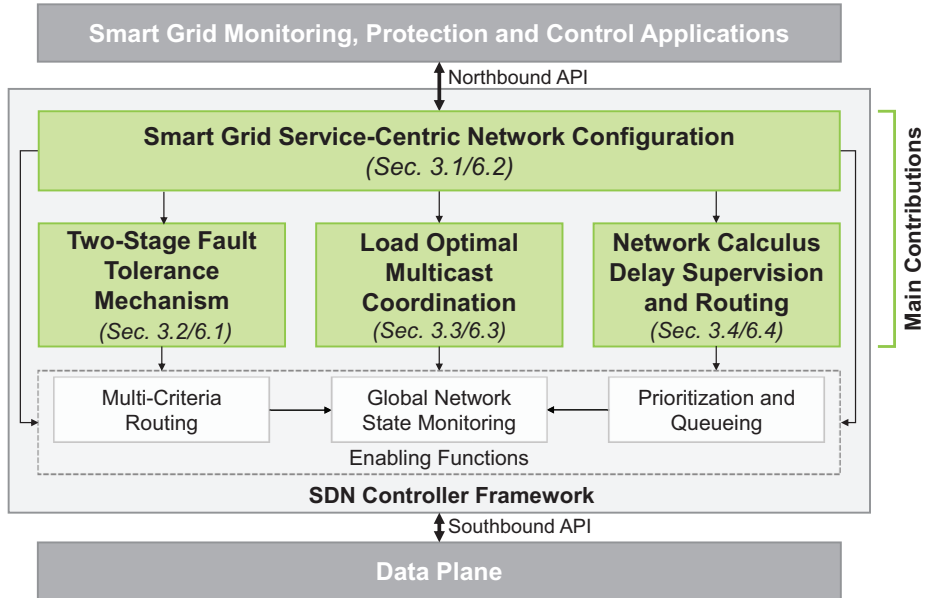 Smart Grid Monitoring, Protection and Control Applications
Northbound API
Smart Grid Service-Centric Network Configuration
(Sec. 3.1/6.2)
Two-Stage Fault
Tolerance
Mechanism
(Sec. 3.2/6.1)
Load Optimal
Multicast
Coordination
(Sec. 3.3/6.3)
Network Calculus
Delay Supervision
and Routing
(Sec. 3.4/6.4)
Main Contributions
Multi-Criteria
Routing
Global Network
State Monitoring
Prioritization and
Queueing
Enabling Functions
SDN Controller Framework
Southbound API
Data Plane